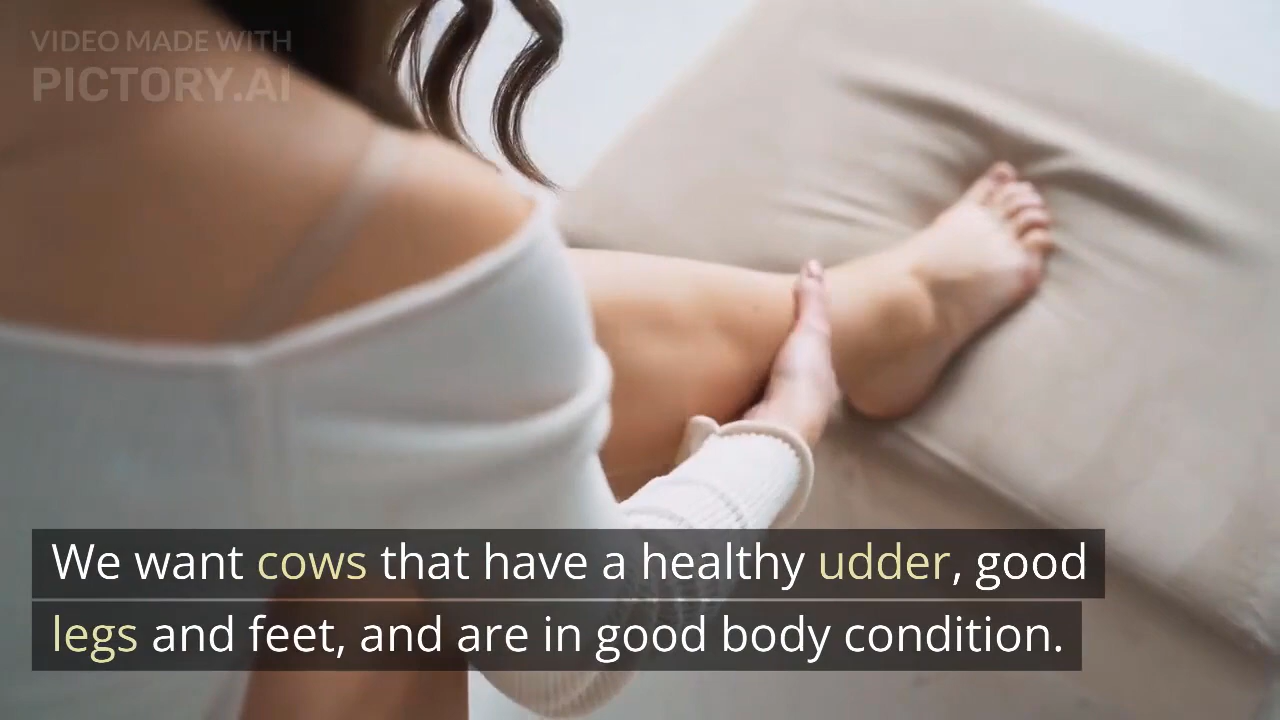 VIDEO MADE WITH
PICTORY.AI
We want cows that have a healthy udder, good
legs and feet, and are in good body condition.